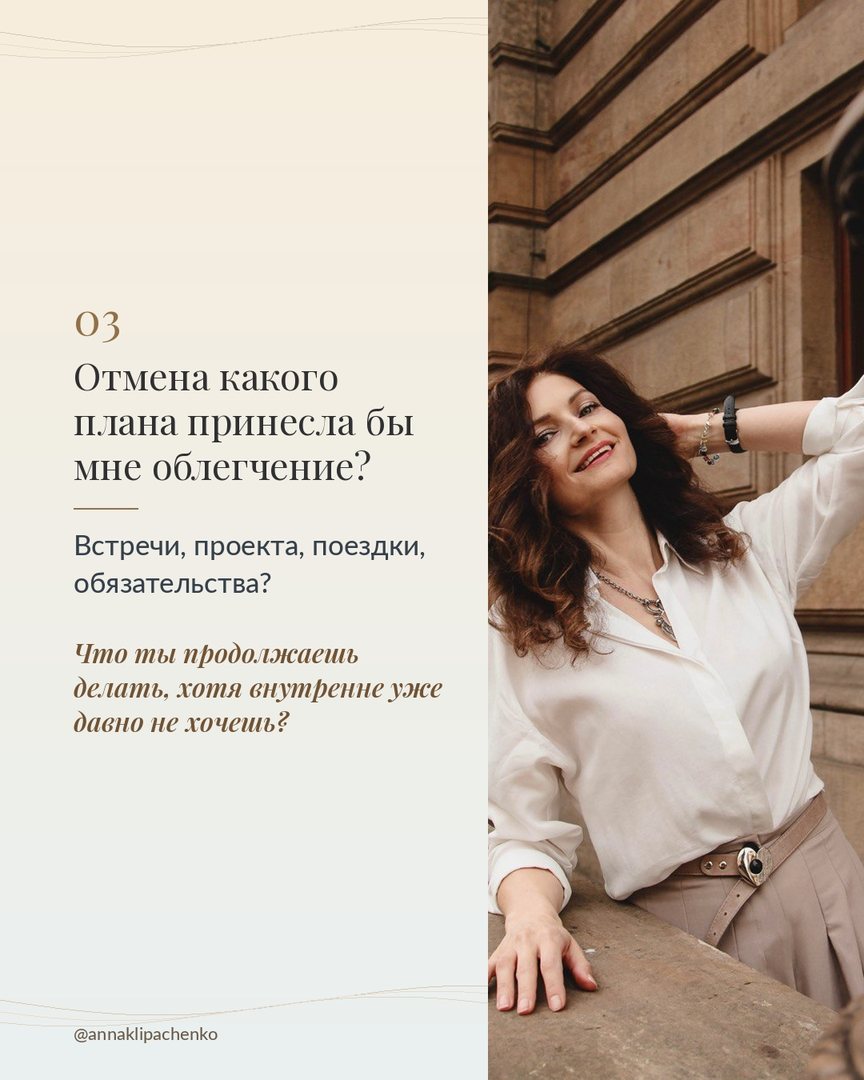 03
Отмена какого
плана принесла бы
мне облегчение?
Встречи, проекта, поездки,
обязательства?
Что ты продолжаешь
делать, хотя внутренне уже
давно не хочешь?
@annaklipachenko